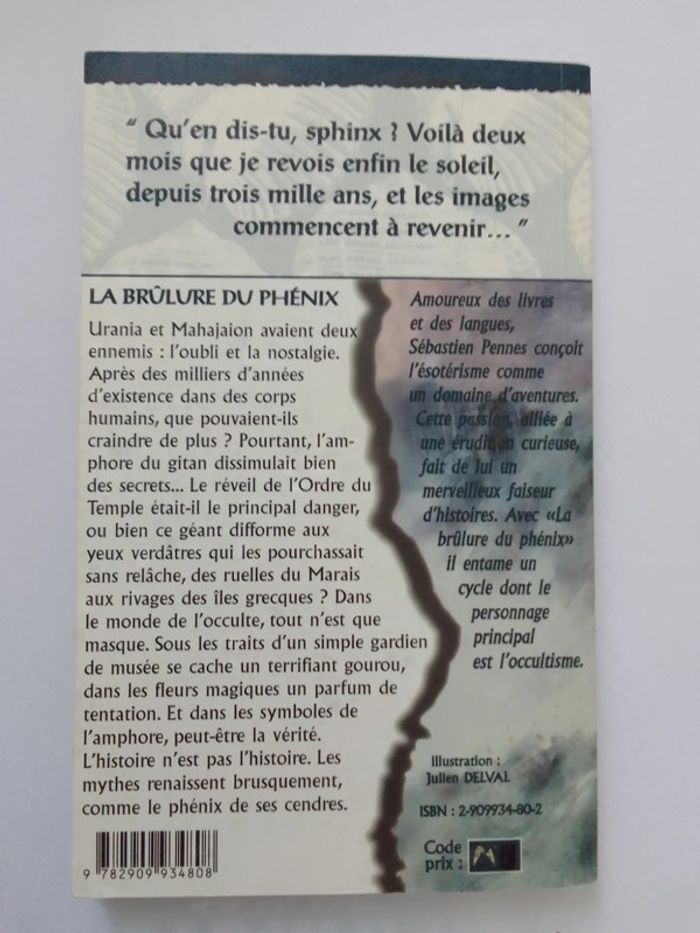 “ Qu’en dis-tu, sphinx ? Voilà deux
mois que je revois enfin le soleil,
depuis trois mille ans, et les images
commencent à revenir... ”
LA BRÛLURE DU PHÉNIX
Urania et Mahajaion avaient deux
ennemis : l’oubli et la nostalgie.
Après des milliers d’années
d’existence dans des corps
humains, que pouvaient-ils
craindre de plus ? Pourtant, l’am-
phore du gitan dissimulait bien
des secrets... Le réveil de l’Ordre du
Temple était-il le principal danger,
ou bien ce géant difforme aux
yeux verdâtres qui les pourchassait
sans relâche, des ruelles du Marais
aux rivages des îles grecques ? Dans
le monde de l’occulte, tout n’est que
masque. Sous les traits d’un simple gardien
de musée se cache un terrifiant gourou,
dans les fleurs magiques un parfum de
tentation. Et dans les symboles de
l’amphore, peut-être la vérité.
L’histoire n’est pas l’histoire. Les
mythes renaissent brusquement,
comme le phénix de ses cendres.
Amoureux des livres
et des langues,
Sébastien Pennes conçoit
l’ésotérisme comme
un domaine d’aventures.
Cette passion, alliée à
une érudition curieuse,
fait de lui un
merveilleux faiseur
d’histoires. Avec «La
brûlure du phénix»
il entame un
cycle dont le
personnage
principal
est l’occultisme.
Illustration :
Julien DELVAL
ISBN : 2-909934-80-2
Code
prix :
9 782909 934808